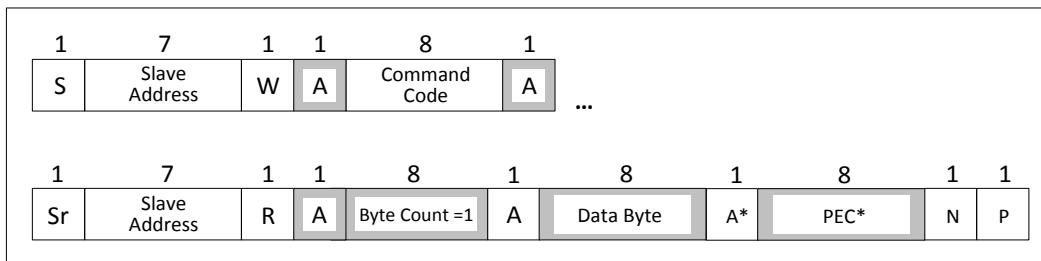 1 7 1 1 8 1
S Slave Address W A Command Code A ...
1 7 1 1 8 1 8 1 8 1 1
Sr Slave Address R A Byte Count =1 A Data Byte A* PEC* N P